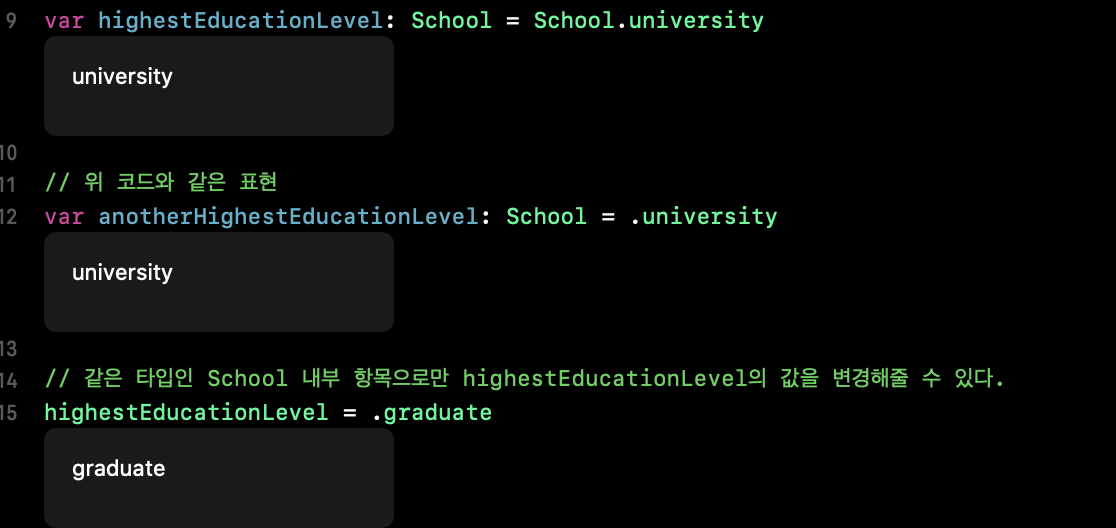 9 var highestEducationLevel: School = School.university
university
10
11 // 위 코드와 같은 표현
12 var anotherHighestEducationLevel: School = .university
university
13
14 // 같은 타입인 School 내부 항목으로만 highestEducationLevel의 값을 변경해줄 수 있다.
15 highestEducationLevel = .graduate
graduate